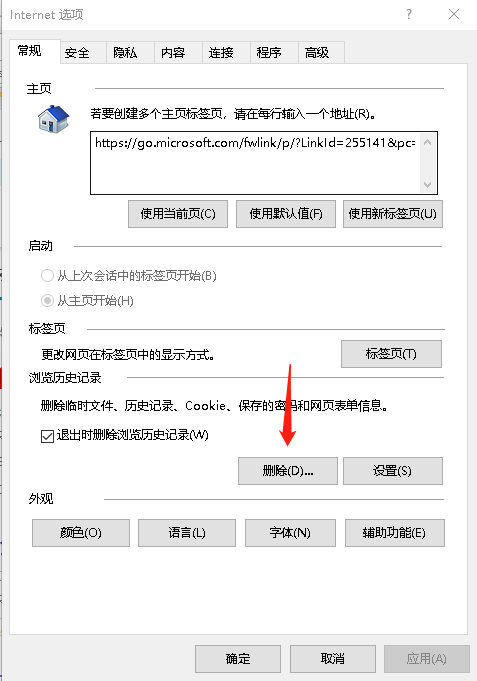 Internet 选项
?
常规 安全 隐私 内容 连接 程序 高级
主页
若要创建多个主页标签页，请在每行输入一个地址(R)。
https://go.microsoft.com/fwlink/p/?LinkId=255141&pc=
使用当前页(C) 使用默认值(F) 使用新标签页(U)
启动
从上次会话中的标签页开始(B)
从主页开始(H)
标签页
更改网页在标签页中的显示方式。 标签页(T)
浏览历史记录
删除临时文件、历史记录、Cookie、保存的密码和网页表单信息。
退出时删除浏览历史记录(W)
删除(D)... 设置(S)
外观
颜色(O) 语言(L) 字体(N) 辅助功能(E)
确定 取消 应用(A)